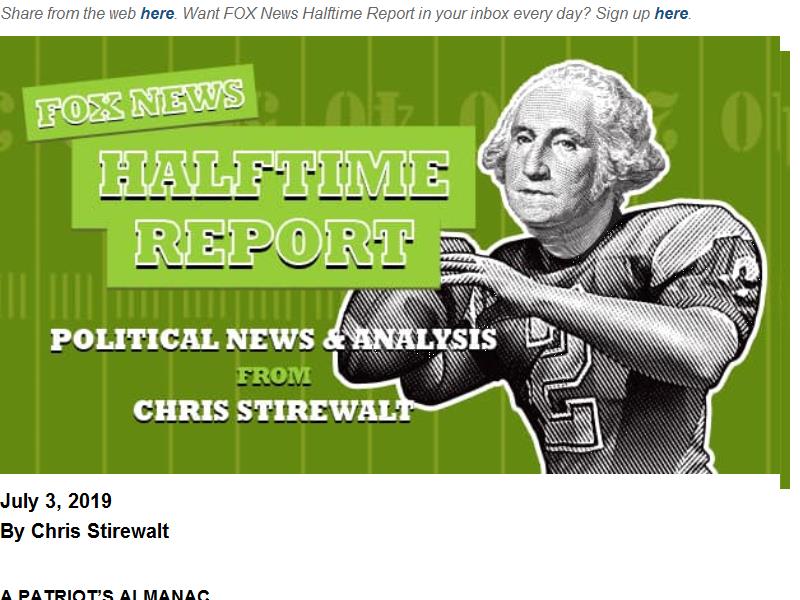 Share from the web here. Want FOX News Halftime Report in your inbox every day? Sign up here.
FOX NEWS
HALFTIME
REPORT
POLITICAL NEWS & ANALYSIS
FROM
CHRIS STIREWALT
2
July 3, 2019
By Chris Stirewalt
A PATRIOT'S ALMANAC